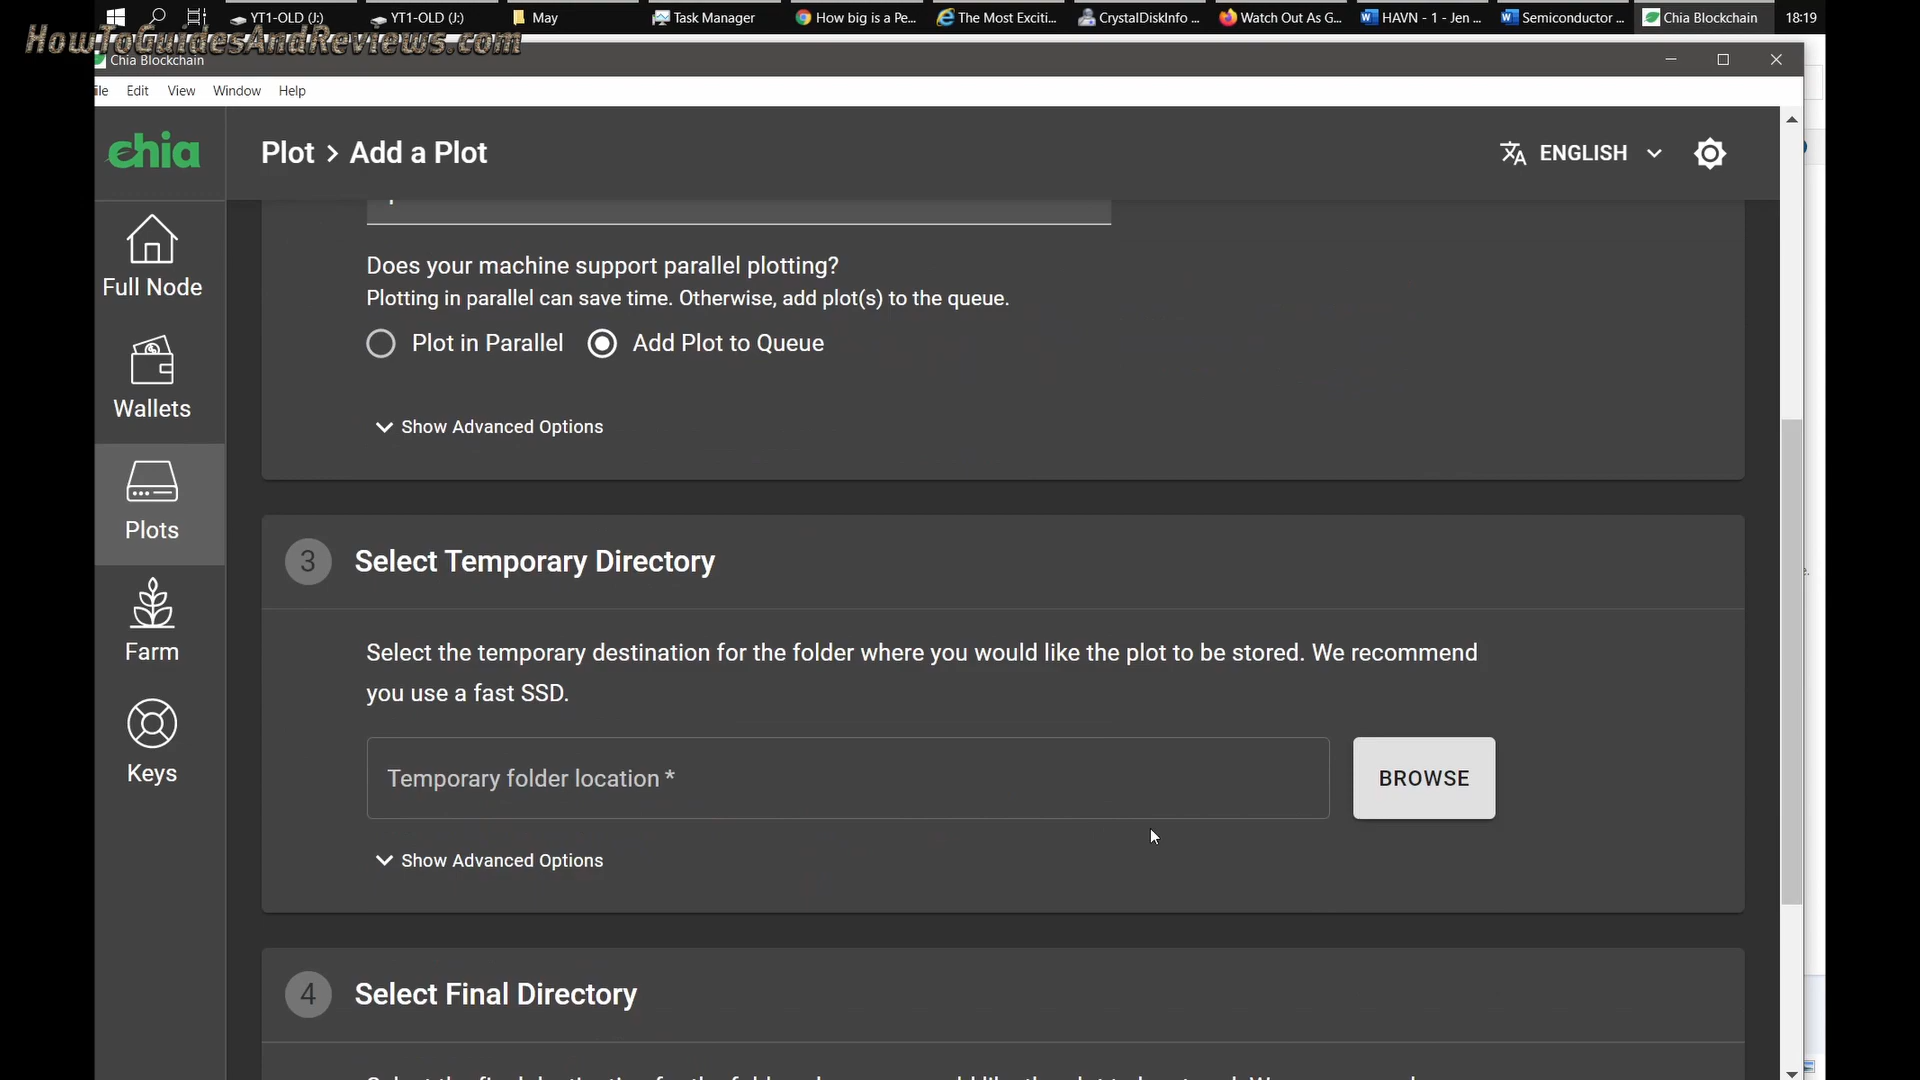 YT1-OLD (J:)
YT1-OLD (J:)
May
Task Manager
How big is a Pe...
The Most Exciti...
CrystalDiskInfo ...
Watch Out As G...
HAVN - 1 - Jen ...
Semiconductor ...
Chia Blockchain
18:19
HowToGuidesAndReviews.com
Chia Blockchain
ile Edit View Window Help
chia
Plot > Add a Plot
ENGLISH
Full Node
Wallets
Plots
Farm
Keys
Does your machine support parallel plotting?
Plotting in parallel can save time. Otherwise, add plot(s) to the queue.
Plot in Parallel
Add Plot to Queue
Show Advanced Options
3 Select Temporary Directory
Select the temporary destination for the folder where you would like the plot to be stored. We recommend
you use a fast SSD.
Temporary folder location *
BROWSE
Show Advanced Options
4 Select Final Directory